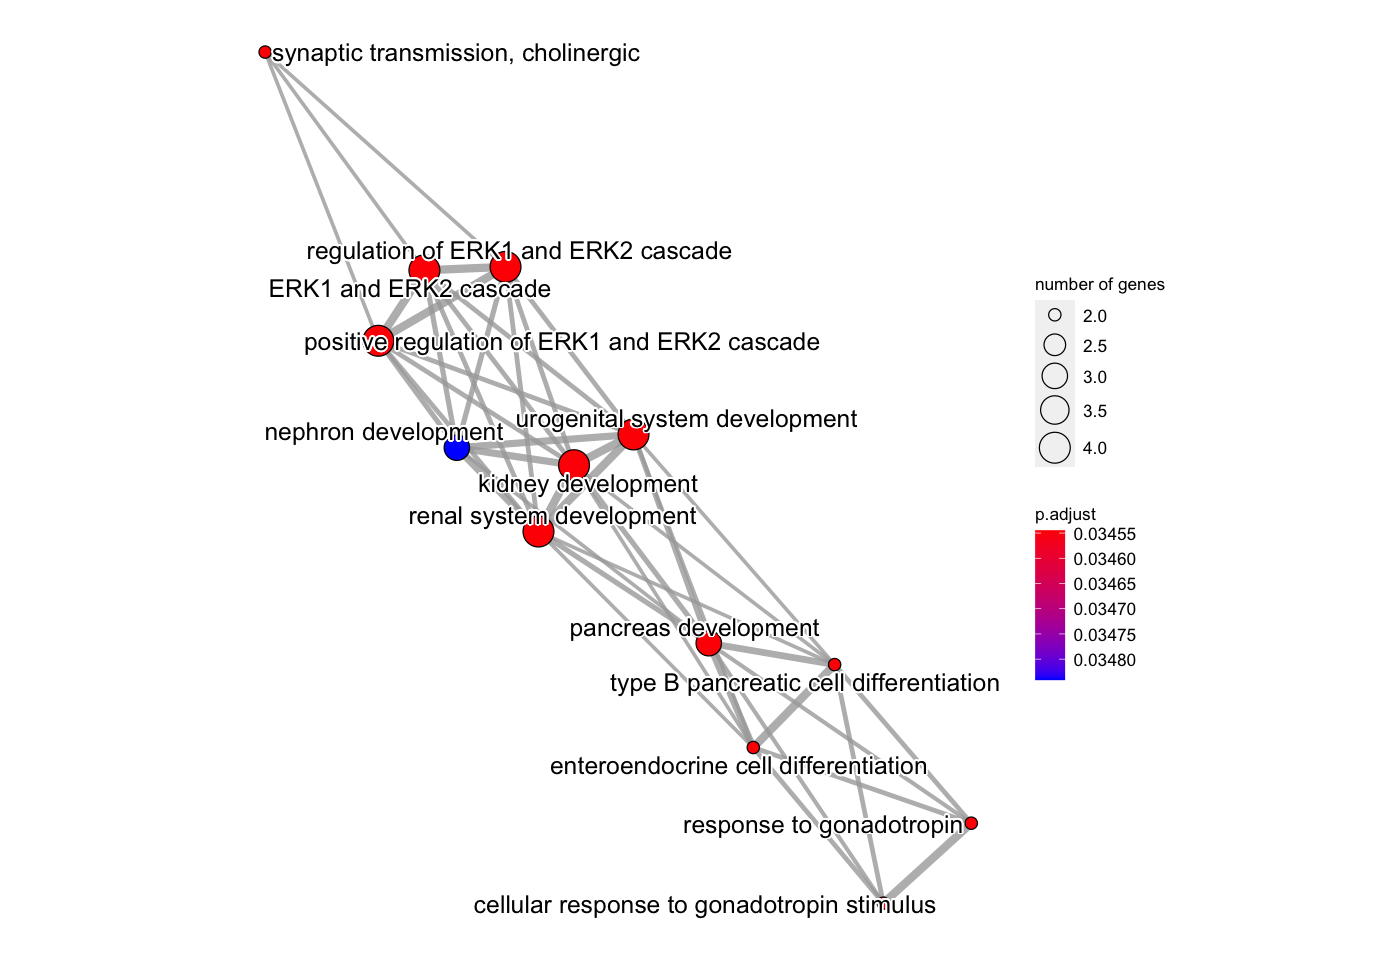 synaptic transmission, cholinergic
regulation of ERK1 and ERK2 cascade
ERK1 and ERK2 cascade
positive regulation of ERK1 and ERK2 cascade
urogenital system development
nephron development
kidney development
renal system development
pancreas development
type B pancreatic cell differentiation
enteroendocrine cell differentiation
response to gonadotropin
cellular response to gonadotropin stimulus
number of genes
2.0
2.5
3.0
3.5
4.0
p.adjust
0.03455
0.03460
0.03465
0.03470
0.03475
0.03480